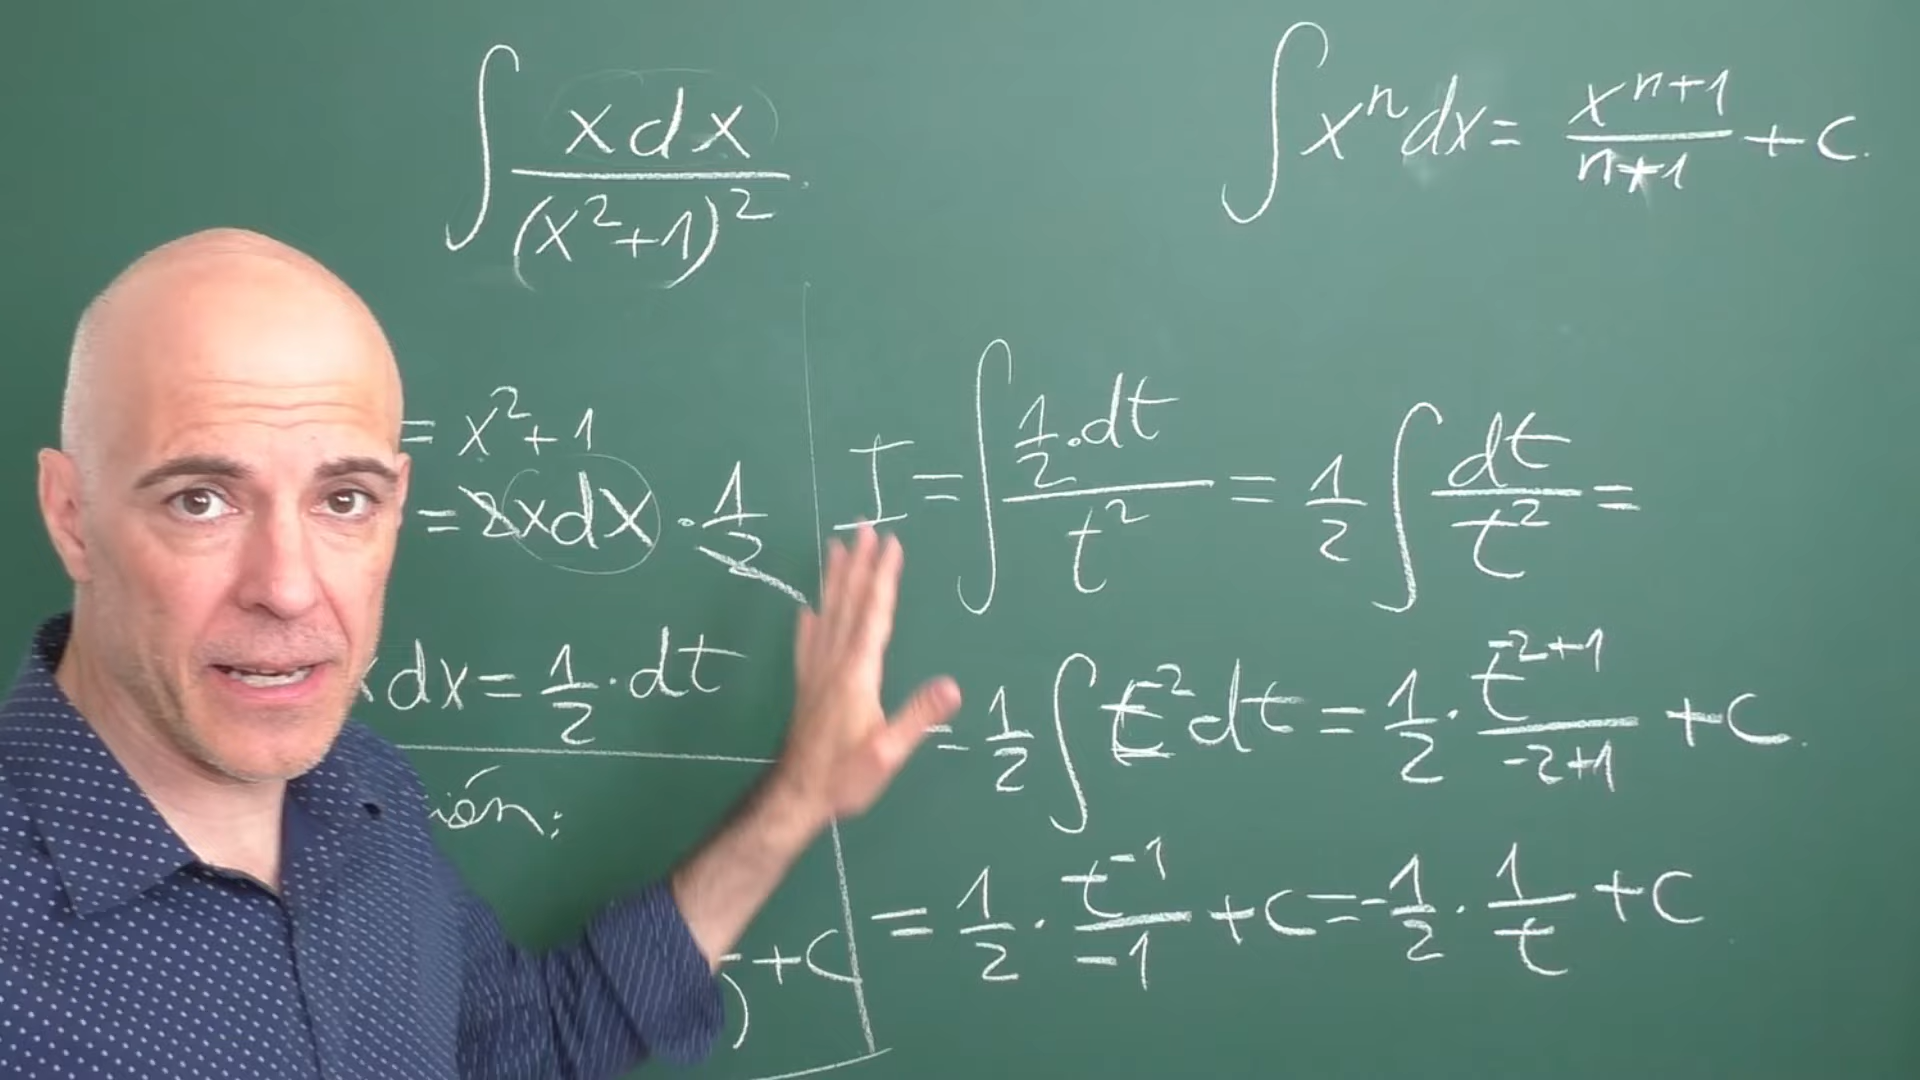 ∫ x dx / (x² + 1)²
∫ xⁿ dx = xⁿ⁺¹ / n+1 + C
= x² + 1
= 2x dx · 1/2
dx = 1/2 · dt
I = ∫ 1/2 · dt / t² = 1/2 ∫ dt / t² =
= 1/2 ∫ t⁻² dt = 1/2 · t⁻²⁺¹ / -2+1 + C
= 1/2 · t⁻¹ / -1 + C = -1/2 · 1/t + C
+ C